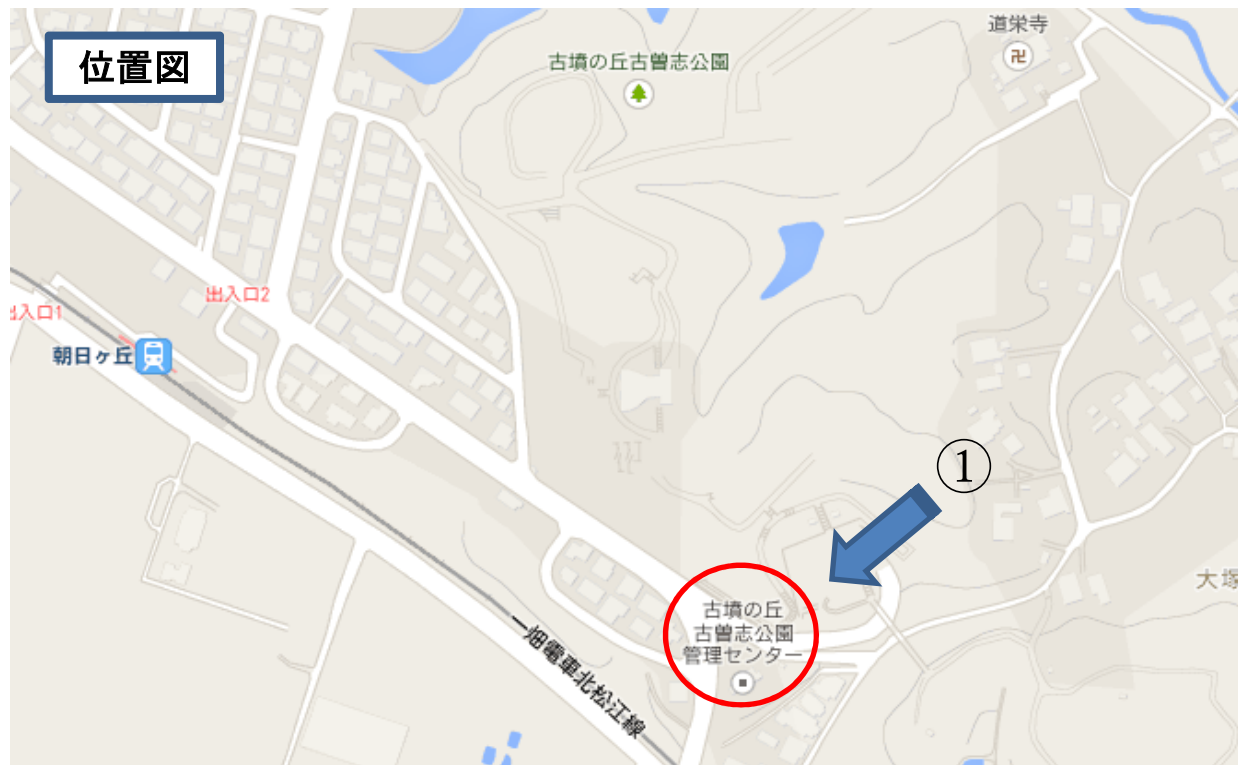 位置図
道栄寺
古墳の丘古曽志公園
出入口2
出入口1
朝日ヶ丘
①
大塚
古墳の丘
古曽志公園
管理センター
一畑電車北松江線